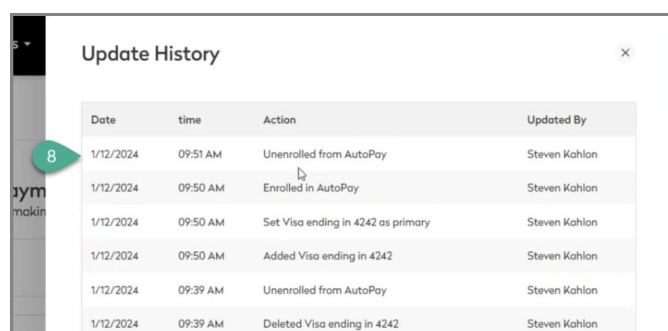 s
Update History
×
Date time Action Updated By
8
1/12/2024 09:51 AM Unenrolled from AutoPay Steven Kahlon
1/12/2024 09:50 AM Enrolled in AutoPay Steven Kahlon
aym
makin
1/12/2024 09:50 AM Set Visa ending in 4242 as primary Steven Kahlon
1/12/2024 09:50 AM Added Visa ending in 4242 Steven Kahlon
1/12/2024 09:39 AM Unenrolled from AutoPay Steven Kahlon
1/12/2024 09:39 AM Deleted Visa ending in 4242 Steven Kahlon